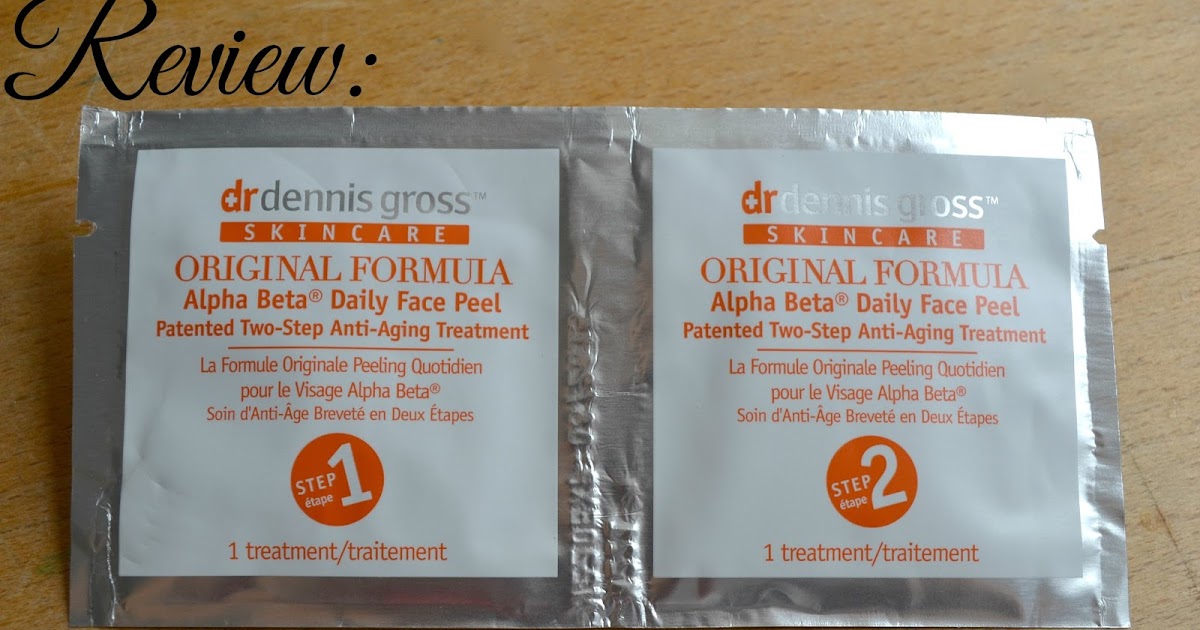 Review:
drdennis gross™
SKINCARE
ORIGINAL FORMULA
Alpha Beta® Daily Face Peel
Patented Two-Step Anti-Aging Treatment
La Formule Originale Peeling Quotidien
pour le Visage Alpha Beta®
Soin d'Anti-Âge Breveté en Deux Étapes
STEP 1
étape
1 treatment/traitement
drdennis gross™
SKINCARE
ORIGINAL FORMULA
Alpha Beta® Daily Face Peel
Patented Two-Step Anti-Aging Treatment
La Formule Originale Peeling Quotidien
pour le Visage Alpha Beta®
Soin d'Anti-Âge Breveté en Deux Étapes
STEP 2
étape
1 treatment/traitement